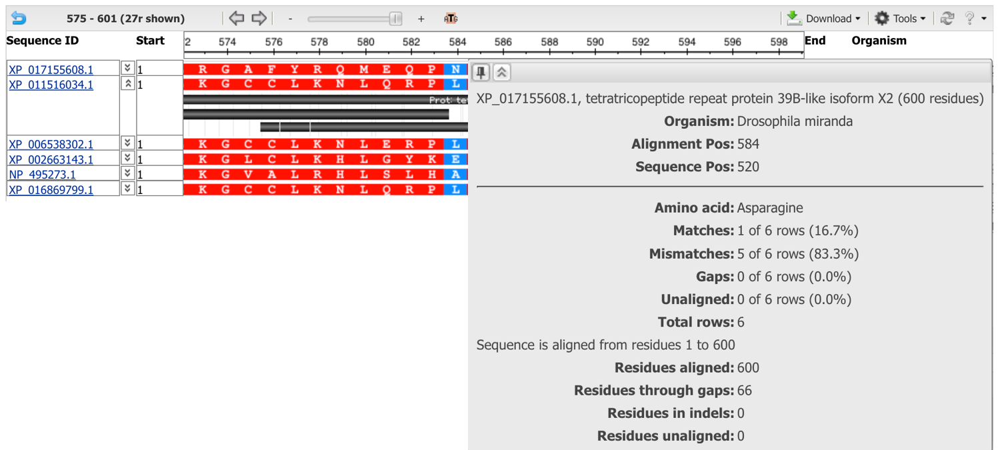 575 - 601 (27r shown) - + ATG Download Tools ?
Sequence ID Start 2 574 576 578 580 582 584 586 588 590 592 594 596 598 End Organism
XP_017155608.1 1 R G A F Y R Q M E Q P N
XP_011516034.1 1 K G C C L K N L Q R P L
Prot: te
XP_006538302.1 1 K G C C L K N L E R P L
XP_002663143.1 1 K G L C L K H L G Y K E
NP_495273.1 1 K G V A L R H L S L H A
XP_016869799.1 1 K G C C L K N L Q R P L
XP_017155608.1, tetratricopeptide repeat protein 39B-like isoform X2 (600 residues)
Organism: Drosophila miranda
Alignment Pos: 584
Sequence Pos: 520
Amino acid: Asparagine
Matches: 1 of 6 rows (16.7%)
Mismatches: 5 of 6 rows (83.3%)
Gaps: 0 of 6 rows (0.0%)
Unaligned: 0 of 6 rows (0.0%)
Total rows: 6
Sequence is aligned from residues 1 to 600
Residues aligned: 600
Residues through gaps: 66
Residues in indels: 0
Residues unaligned: 0